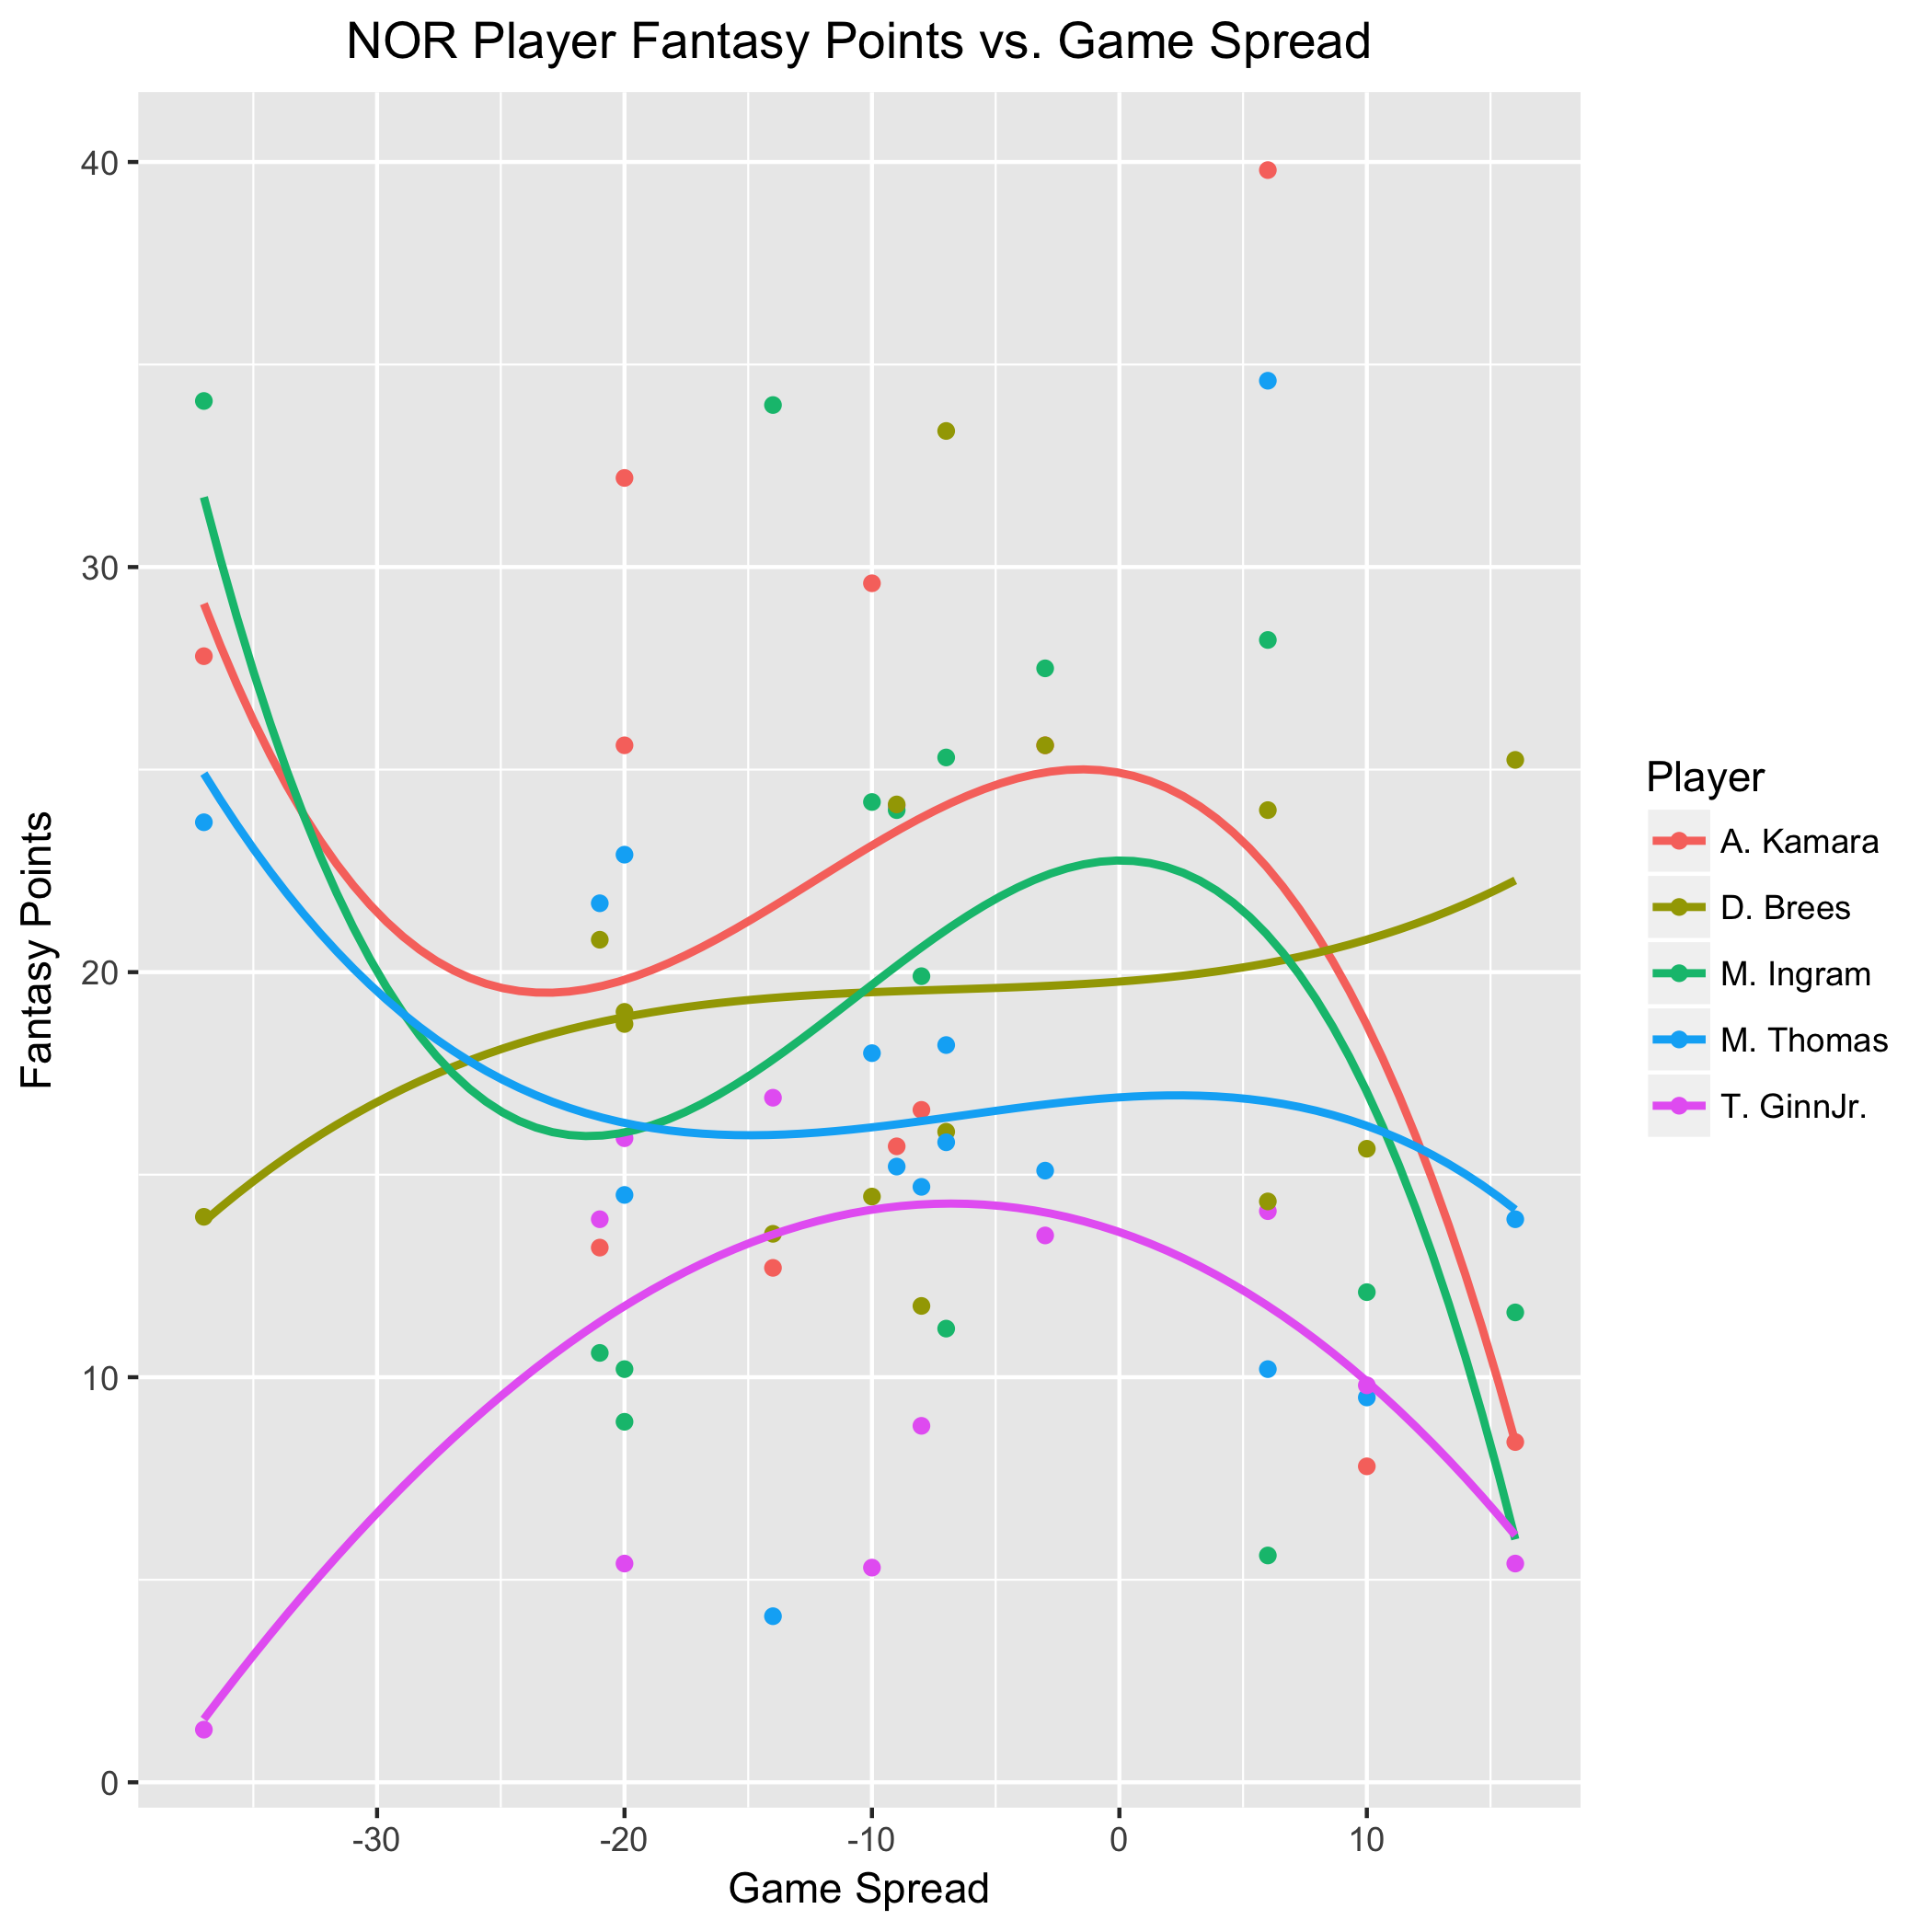 NOR Player Fantasy Points vs. Game Spread
40
30
20
10
0
Fantasy Points
-30 -20 -10 0 10
Game Spread
Player
A. Kamara
D. Brees
M. Ingram
M. Thomas
T. GinnJr.